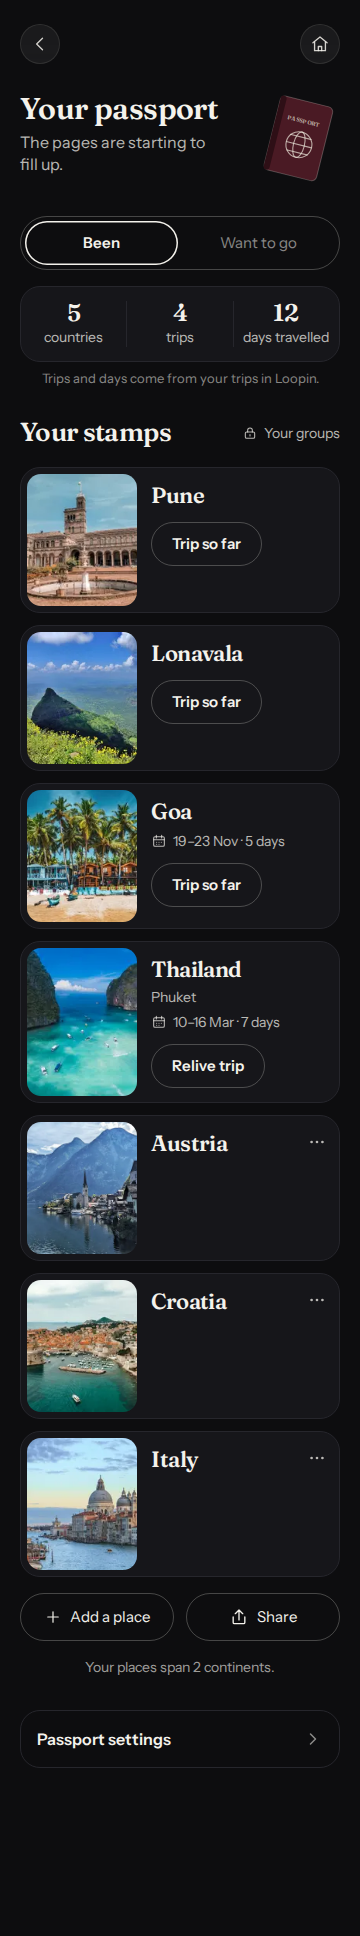 Your passport
The pages are starting to
fill up.
PASSPORT
Been
Want to go
5
countries
4
trips
12
days travelled
Trips and days come from your trips in Loopin.
Your stamps
Your groups
Pune
Trip so far
Lonavala
Trip so far
Goa
19–23 Nov · 5 days
Trip so far
Thailand
Phuket
10–16 Mar · 7 days
Relive trip
Austria
Croatia
Italy
Add a place
Share
Your places span 2 continents.
Passport settings